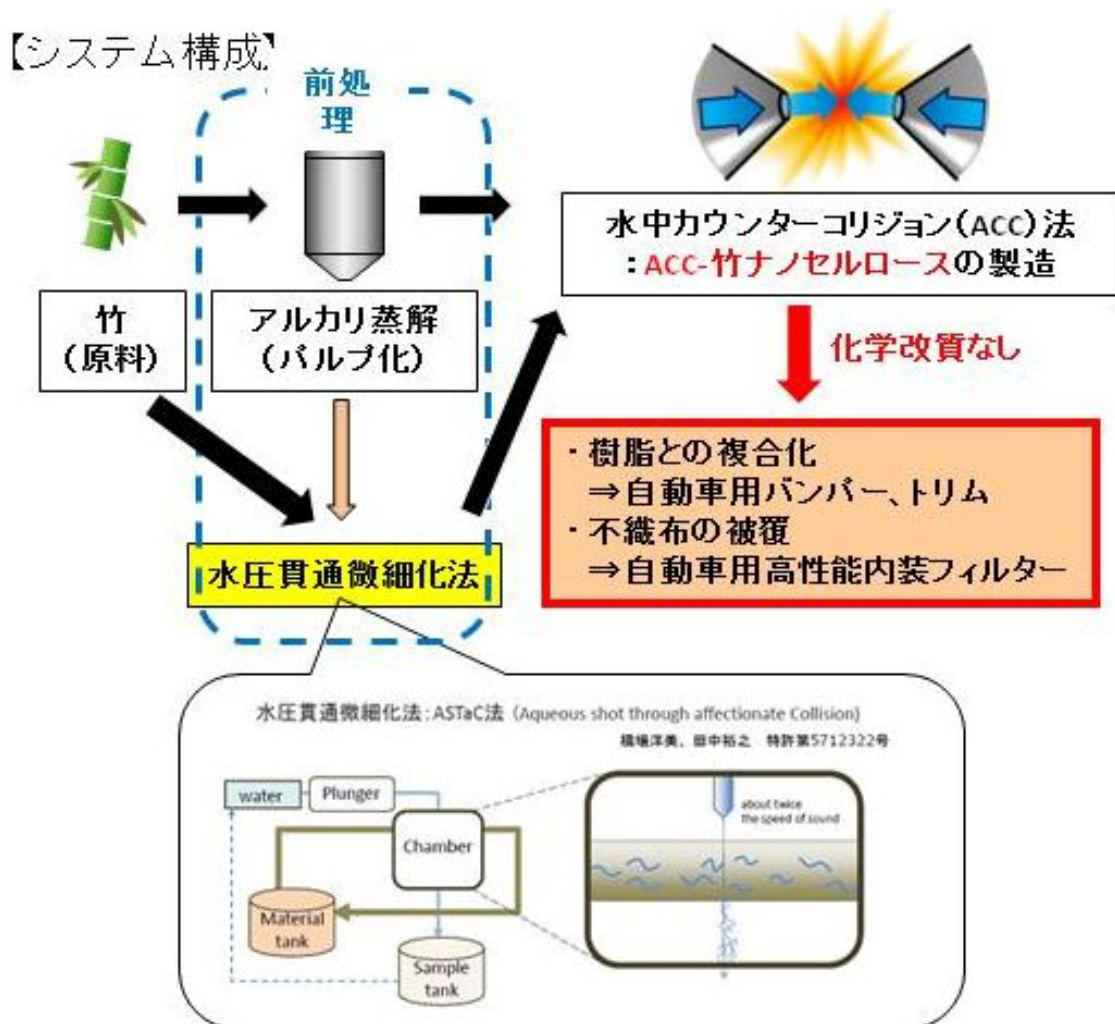 【システム構成】
前処
理
竹
(原料)
アルカリ蒸解
(パルプ化)
水圧貫通微細化法
水中カウンターコリジョン(ACC)法
:ACC-竹ナノセルロースの製造
化学改質なし
・樹脂との複合化
⇒自動車用バンパー、トリム
・不織布の被覆
⇒自動車用高性能内装フィルター
水圧貫通微細化法:ASTaC法 (Aqueous shot through affectionate Collision)
田中裕之 特許第5712322号
water
Plunger
Chamber
Material
tank
Sample
tank
about twice
the speed of sound